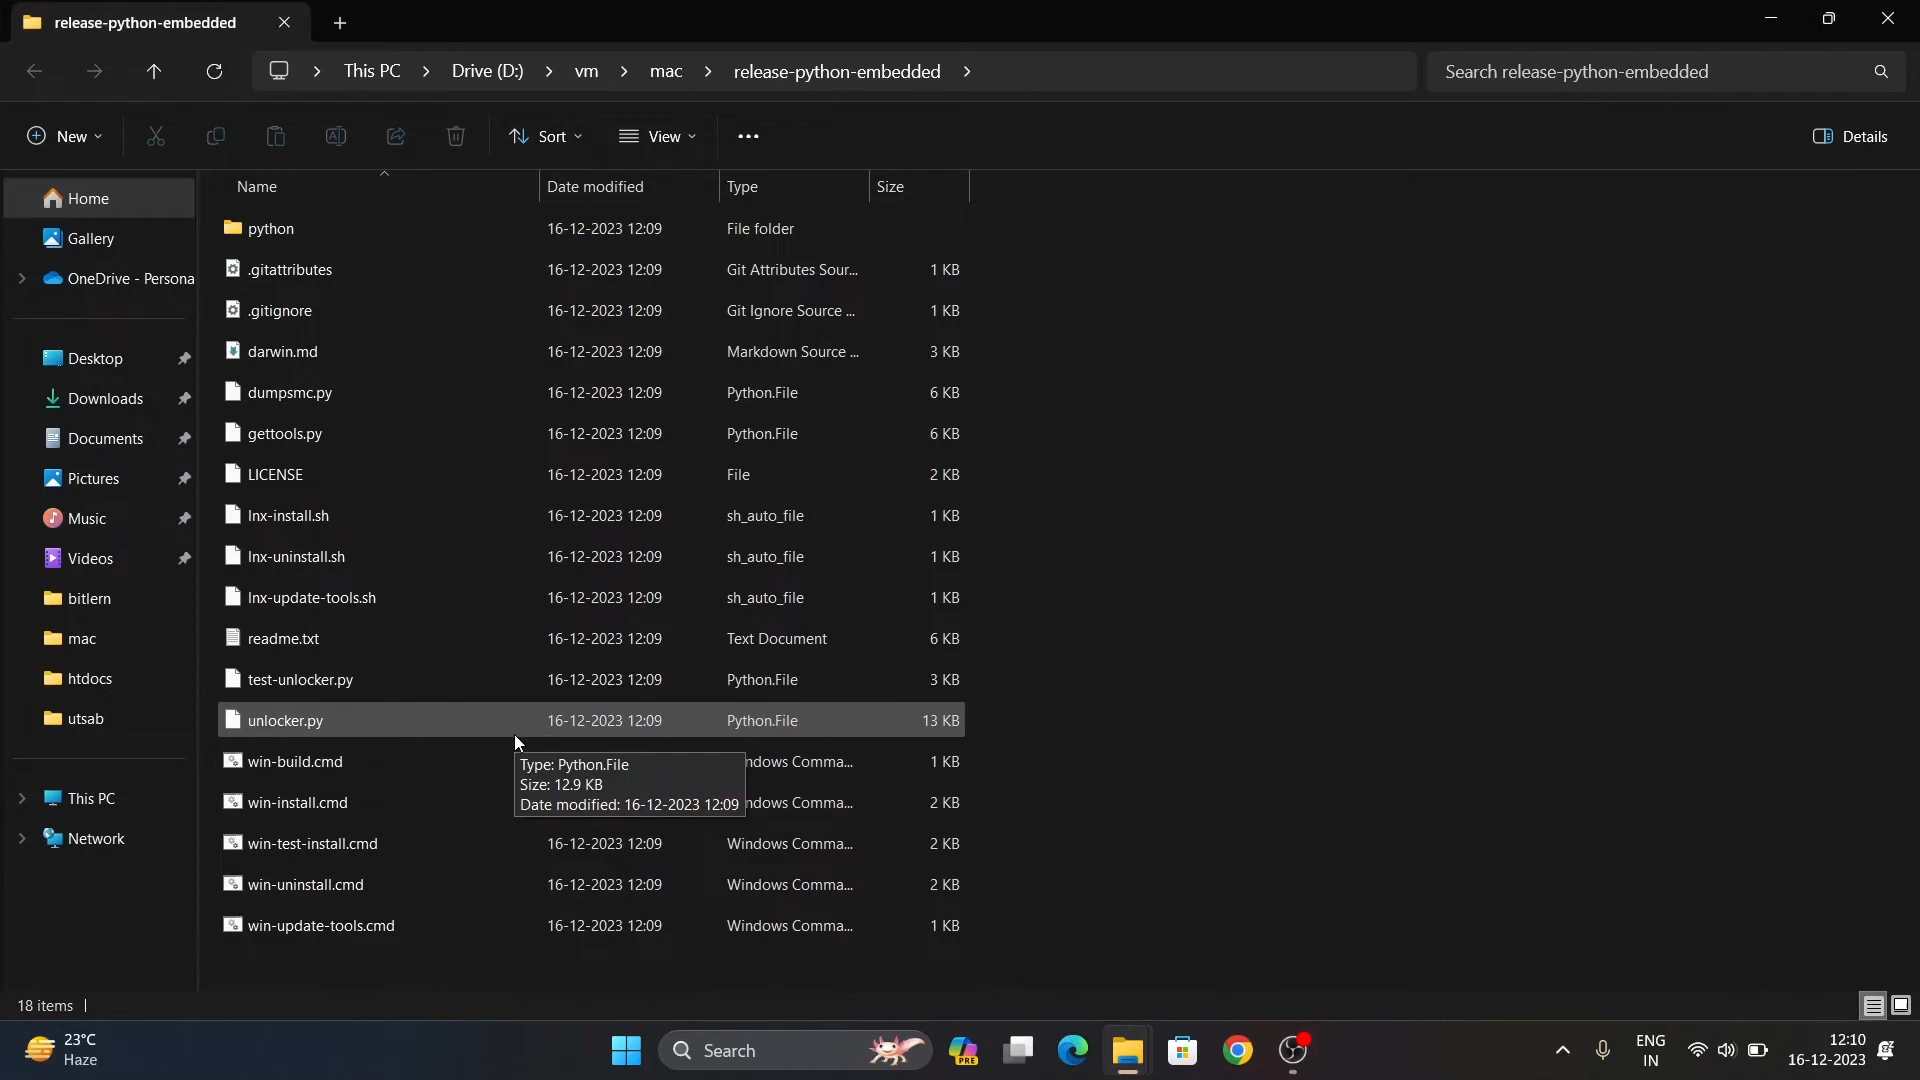 release-python-embedded
This PC
Drive (D:)
vm
mac
release-python-embedded
Search release-python-embedded
New
Sort
View
Details
Name Date modified Type Size
Home
Gallery
OneDrive - Persona
Desktop
Downloads
Documents
Pictures
Music
Videos
bitlern
mac
htdocs
utsab
This PC
Network
python 16-12-2023 12:09 File folder
.gitattributes 16-12-2023 12:09 Git Attributes Sour... 1 KB
.gitignore 16-12-2023 12:09 Git Ignore Source ... 1 KB
darwin.md 16-12-2023 12:09 Markdown Source ... 3 KB
dumpsmc.py 16-12-2023 12:09 Python.File 6 KB
gettools.py 16-12-2023 12:09 Python.File 6 KB
LICENSE 16-12-2023 12:09 File 2 KB
lnx-install.sh 16-12-2023 12:09 sh_auto_file 1 KB
lnx-uninstall.sh 16-12-2023 12:09 sh_auto_file 1 KB
lnx-update-tools.sh 16-12-2023 12:09 sh_auto_file 1 KB
readme.txt 16-12-2023 12:09 Text Document 6 KB
test-unlocker.py 16-12-2023 12:09 Python.File 3 KB
unlocker.py 16-12-2023 12:09 Python.File 13 KB
win-build.cmd ndows Comma... 1 KB
win-install.cmd ndows Comma... 2 KB
win-test-install.cmd 16-12-2023 12:09 Windows Comma... 2 KB
win-uninstall.cmd 16-12-2023 12:09 Windows Comma... 2 KB
win-update-tools.cmd 16-12-2023 12:09 Windows Comma... 1 KB
Type: Python.File
Size: 12.9 KB
Date modified: 16-12-2023 12:09
18 items
23°C
Haze
Search
PRE
ENG
IN
12:10
16-12-2023